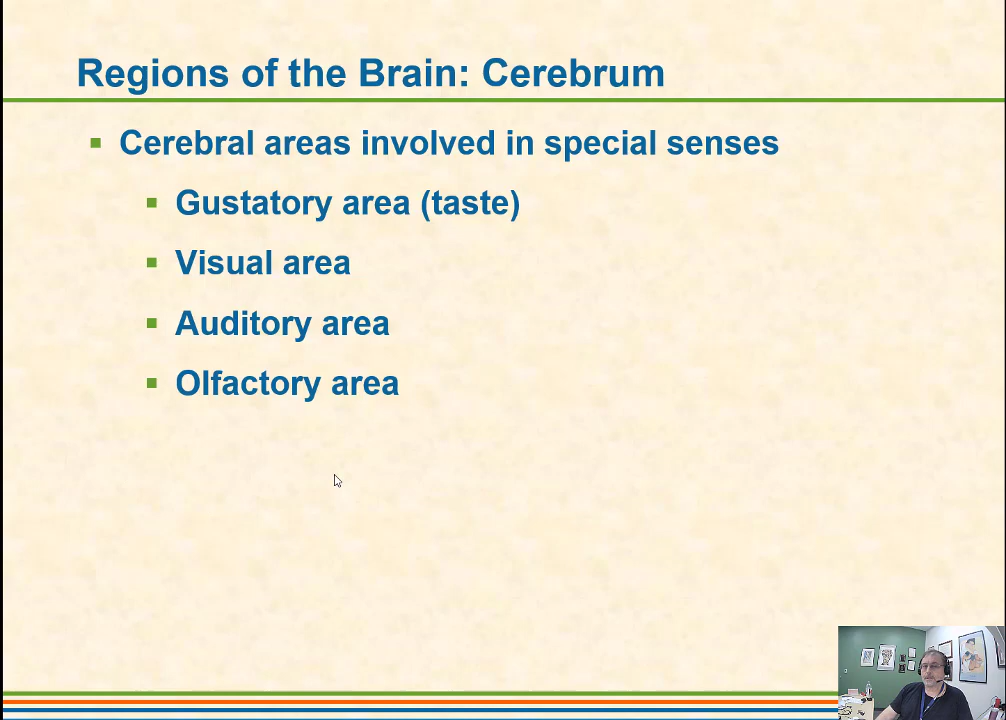 Regions of the Brain: Cerebrum
Cerebral areas involved in special senses
Gustatory area (taste)
Visual area
Auditory area
Olfactory area